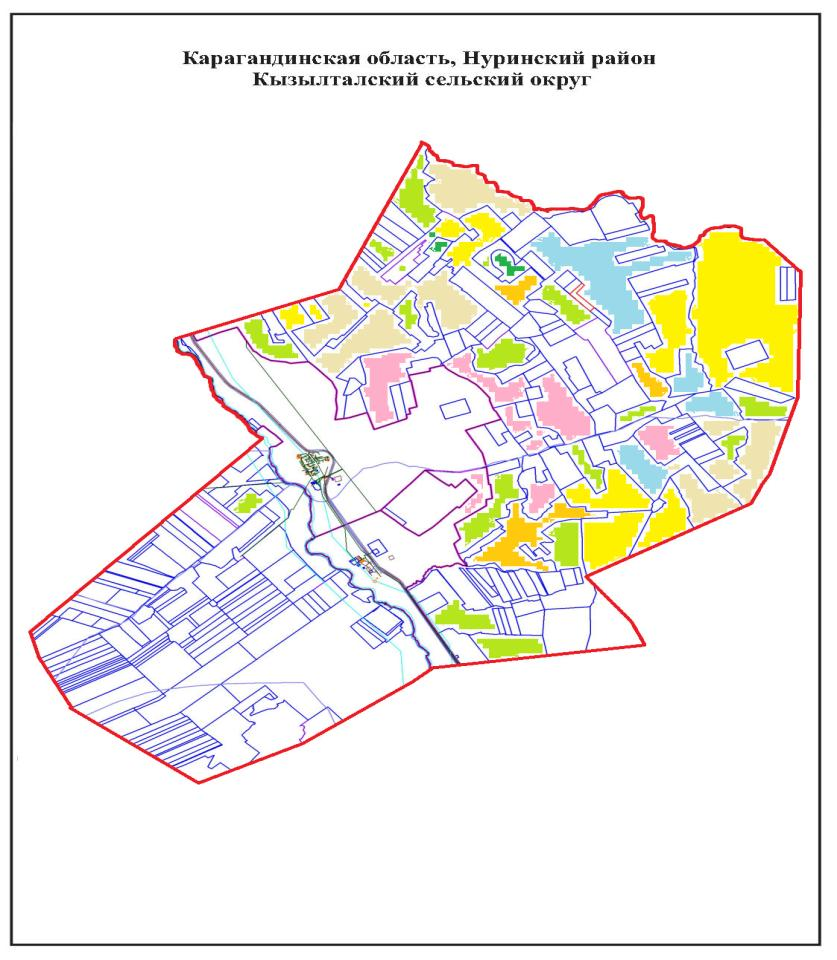 Карагандинская область, Нуринский район
Кызылталский сельский округ